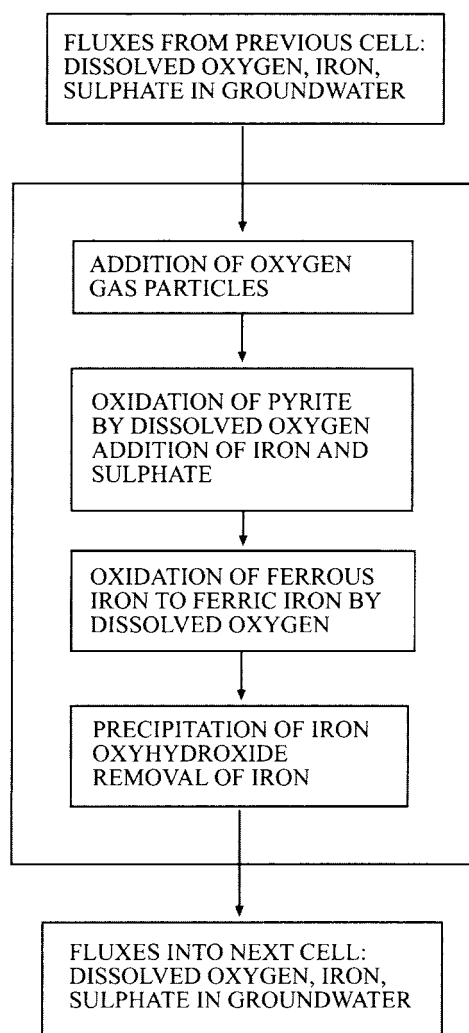 FLUXES FROM PREVIOUS CELL:
DISSOLVED OXYGEN, IRON,
SULPHATE IN GROUNDWATER
ADDITION OF OXYGEN
GAS PARTICLES
OXIDATION OF PYRITE
BY DISSOLVED OXYGEN
ADDITION OF IRON AND
SULPHATE
OXIDATION OF FERROUS
IRON TO FERRIC IRON BY
DISSOLVED OXYGEN
PRECIPITATION OF IRON
OXYHYDROXIDE
REMOVAL OF IRON
FLUXES INTO NEXT CELL:
DISSOLVED OXYGEN, IRON,
SULPHATE IN GROUNDWATER